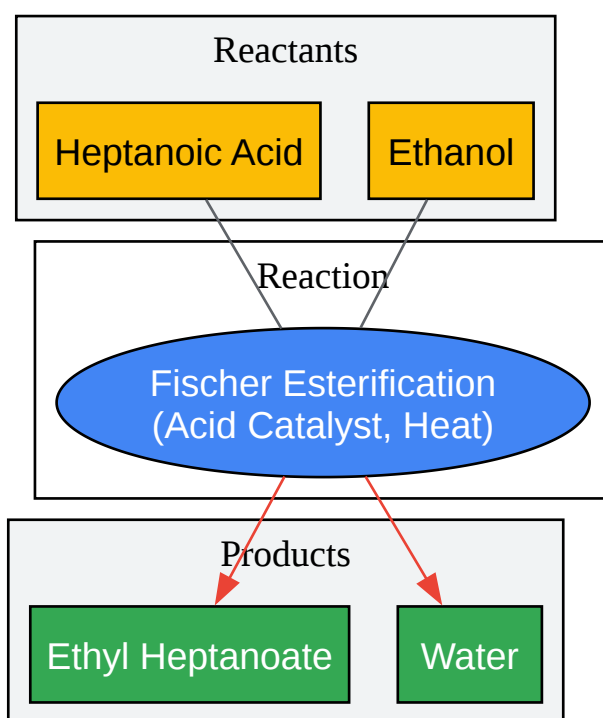 Reactants
Heptanoic Acid
Ethanol
Reaction
Fischer Esterification
(Acid Catalyst, Heat)
Products
Ethyl Heptanoate
Water